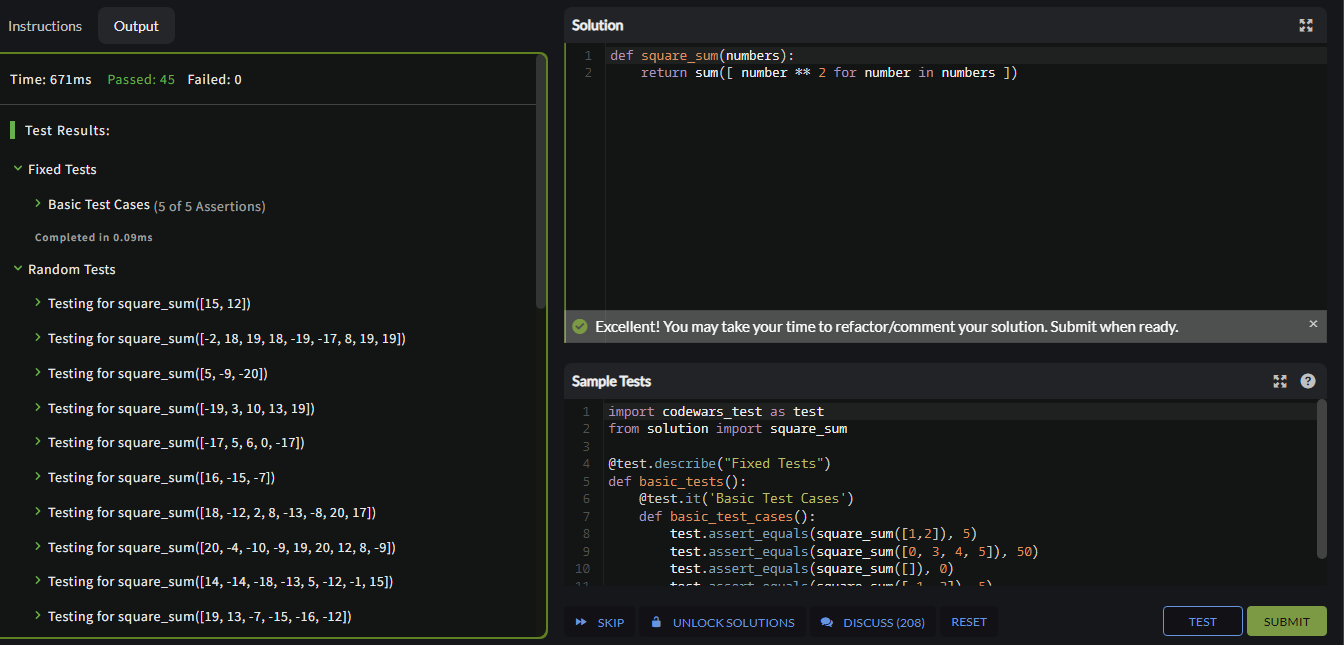 Instructions
Output
Time: 671ms Passed: 45 Failed: 0
Test Results:
Fixed Tests
Basic Test Cases (5 of 5 Assertions)
Completed in 0.09ms
Random Tests
Testing for square_sum([15, 12])
Testing for square_sum([-2, 18, 19, 18, -19, -17, 8, 19, 19])
Testing for square_sum([5, -9, -20])
Testing for square_sum([-19, 3, 10, 13, 19])
Testing for square_sum([-17, 5, 6, 0, -17])
Testing for square_sum([16, -15, -7])
Testing for square_sum([18, -12, 2, 8, -13, -8, 20, 17])
Testing for square_sum([20, -4, -10, -9, 19, 20, 12, 8, -9])
Testing for square_sum([14, -14, -18, -13, 5, -12, -1, 15])
Testing for square_sum([19, 13, -7, -15, -16, -12])
Solution
1 def square_sum(numbers):
2     return sum([ number ** 2 for number in numbers ])
Excellent! You may take your time to refactor/comment your solution. Submit when ready.
Sample Tests
1 import codewars_test as test
2 from solution import square_sum
3
4 @test.describe("Fixed Tests")
5 def basic_tests():
6     @test.it('Basic Test Cases')
7     def basic_test_cases():
8         test.assert_equals(square_sum([1,2]), 5)
9         test.assert_equals(square_sum([0, 3, 4, 5]), 50)
10         test.assert_equals(square_sum([]), 0)
SKIP
UNLOCK SOLUTIONS
DISCUSS (208)
RESET
TEST
SUBMIT